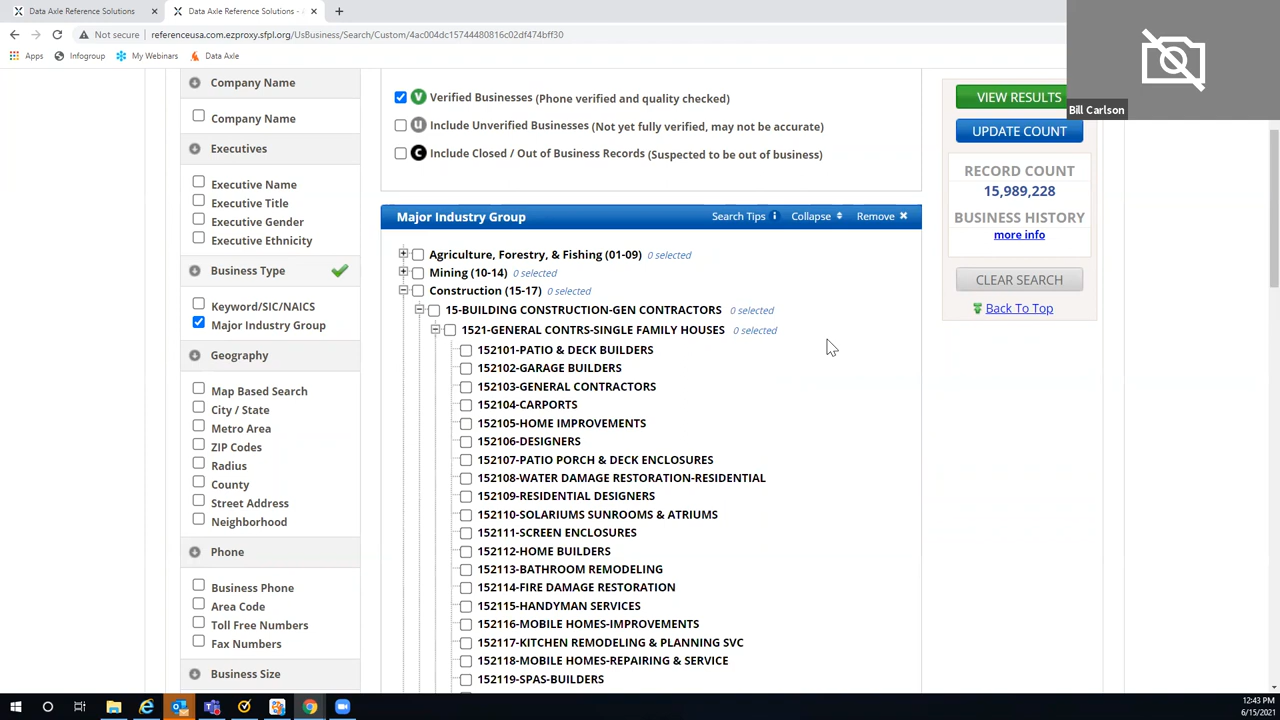 Data Axle Reference Solutions
Data Axle Reference Solutions -
Not secure
referenceusa.com.ezproxy.sfpl.org/UsBusiness/Search/Custom/4ac004dc15744480816c02df474bff30
Apps
Infogroup
My Webinars
Data Axle
Bill Carlson
Company Name
Company Name
Executives
Executive Name
Executive Title
Executive Gender
Executive Ethnicity
Business Type
Keyword/SIC/NAICS
Major Industry Group
Geography
Map Based Search
City / State
Metro Area
ZIP Codes
Radius
County
Street Address
Neighborhood
Phone
Business Phone
Area Code
Toll Free Numbers
Fax Numbers
Business Size
V Verified Businesses (Phone verified and quality checked)
U Include Unverified Businesses (Not yet fully verified, may not be accurate)
C Include Closed / Out of Business Records (Suspected to be out of business)
Major Industry Group
Search Tips i
Collapse
Remove
Agriculture, Forestry, & Fishing (01-09) 0 selected
Mining (10-14) 0 selected
Construction (15-17) 0 selected
15-BUILDING CONSTRUCTION-GEN CONTRACTORS 0 selected
1521-GENERAL CONTRS-SINGLE FAMILY HOUSES 0 selected
152101-PATIO & DECK BUILDERS
152102-GARAGE BUILDERS
152103-GENERAL CONTRACTORS
152104-CARPORTS
152105-HOME IMPROVEMENTS
152106-DESIGNERS
152107-PATIO PORCH & DECK ENCLOSURES
152108-WATER DAMAGE RESTORATION-RESIDENTIAL
152109-RESIDENTIAL DESIGNERS
152110-SOLARIUMS SUNROOMS & ATRIUMS
152111-SCREEN ENCLOSURES
152112-HOME BUILDERS
152113-BATHROOM REMODELING
152114-FIRE DAMAGE RESTORATION
152115-HANDYMAN SERVICES
152116-MOBILE HOMES-IMPROVEMENTS
152117-KITCHEN REMODELING & PLANNING SVC
152118-MOBILE HOMES-REPAIRING & SERVICE
152119-SPAS-BUILDERS
VIEW RESULTS
UPDATE COUNT
RECORD COUNT
15,989,228
BUSINESS HISTORY
more info
CLEAR SEARCH
Back To Top
12:43 PM
6/15/2021